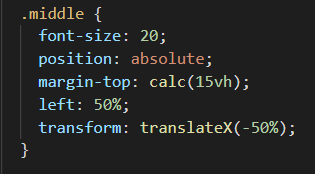 .middle {
  font-size: 20;
  position: absolute;
  margin-top: calc(15vh);
  left: 50%;
  transform: translateX(-50%);
}